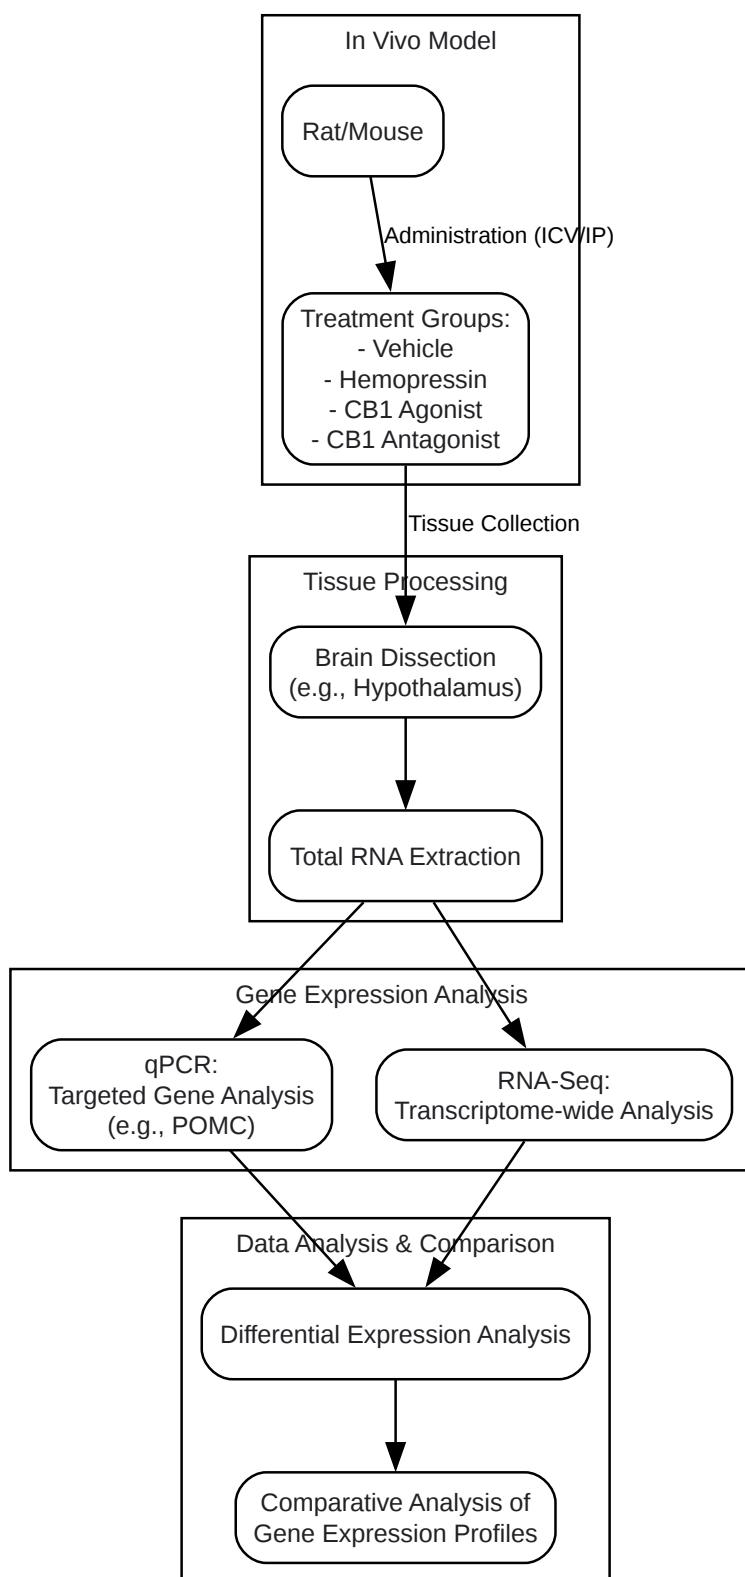 In Vivo Model
Rat/Mouse
Administration (ICV/IP)
Treatment Groups:
- Vehicle
- Hemopressin
- CB1 Agonist
- CB1 Antagonist
Tissue Collection
Tissue Processing
Brain Dissection
(e.g., Hypothalamus)
Total RNA Extraction
Gene Expression Analysis
qPCR:
Targeted Gene Analysis
(e.g., POMC)
RNA-Seq:
Transcriptome-wide Analysis
Data Analysis & Comparison
Differential Expression Analysis
Comparative Analysis of
Gene Expression Profiles